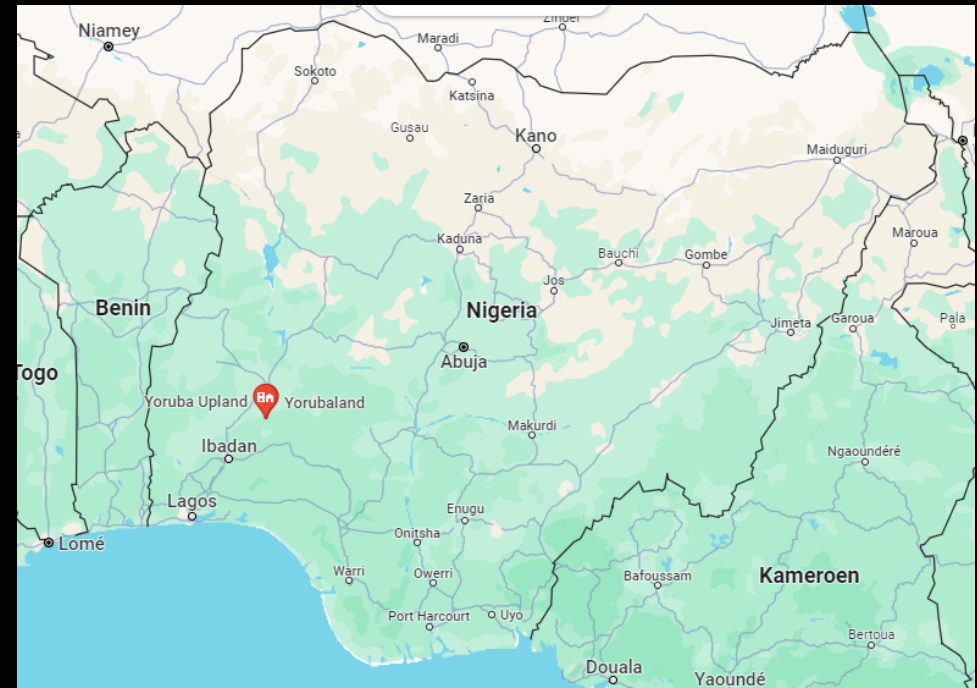 Niamey
Maradi
Zinder
Sokoto
Katsina
Gusau
Kano
Maiduguri
Zaria
Maroua
Kaduna
Bauchi
Gombe
Jos
Benin
Nigeria
Jimeta
Garoua
Pala
Abuja
Togo
Yoruba Upland
Yorubaland
Makurdi
Ibadan
Ngaoundéré
Lagos
Enugu
Onitsha
Lomé
Warri
Owerri
Bafoussam
Kameroen
Port Harcourt
Uyo
Bertoua
Douala
Yaoundé